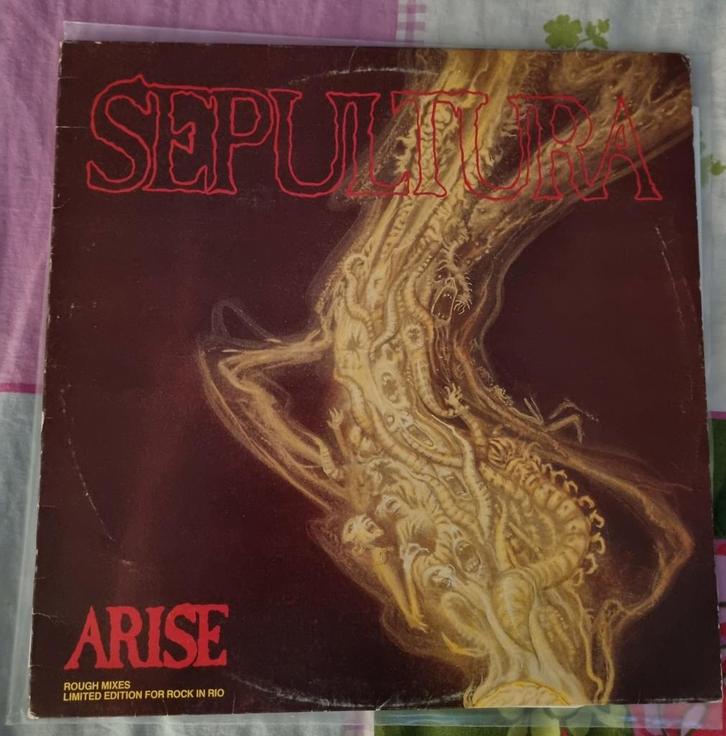 SEPULTURA
ARISE
ROUGH MIXES
LIMITED EDITION FOR ROCK IN RIO